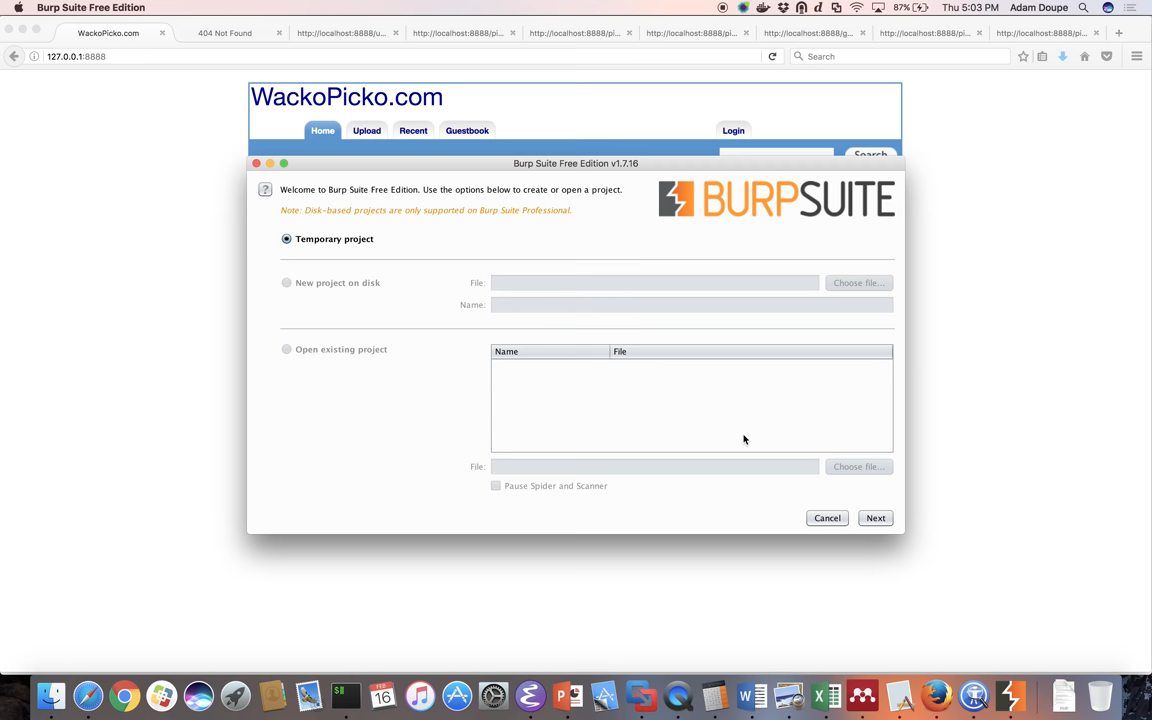 Burp Suite Free Edition
87%
Thu 5:03 PM
Adam Doupe
WackoPicko.com
404 Not Found
http://localhost:8888/u...
http://localhost:8888/pi...
http://localhost:8888/pi...
http://localhost:8888/pi...
http://localhost:8888/g...
http://localhost:8888/pi...
http://localhost:8888/pi...
127.0.0.1:8888
Search
WackoPicko.com
Home
Upload
Recent
Guestbook
Login
Search
Burp Suite Free Edition v1.7.16
Welcome to Burp Suite Free Edition. Use the options below to create or open a project.
Note: Disk-based projects are only supported on Burp Suite Professional.
BURPSUITE
Temporary project
New project on disk
File:
Choose file...
Name:
Open existing project
Name
File
File:
Choose file...
Pause Spider and Scanner
Cancel
Next
FEB
16